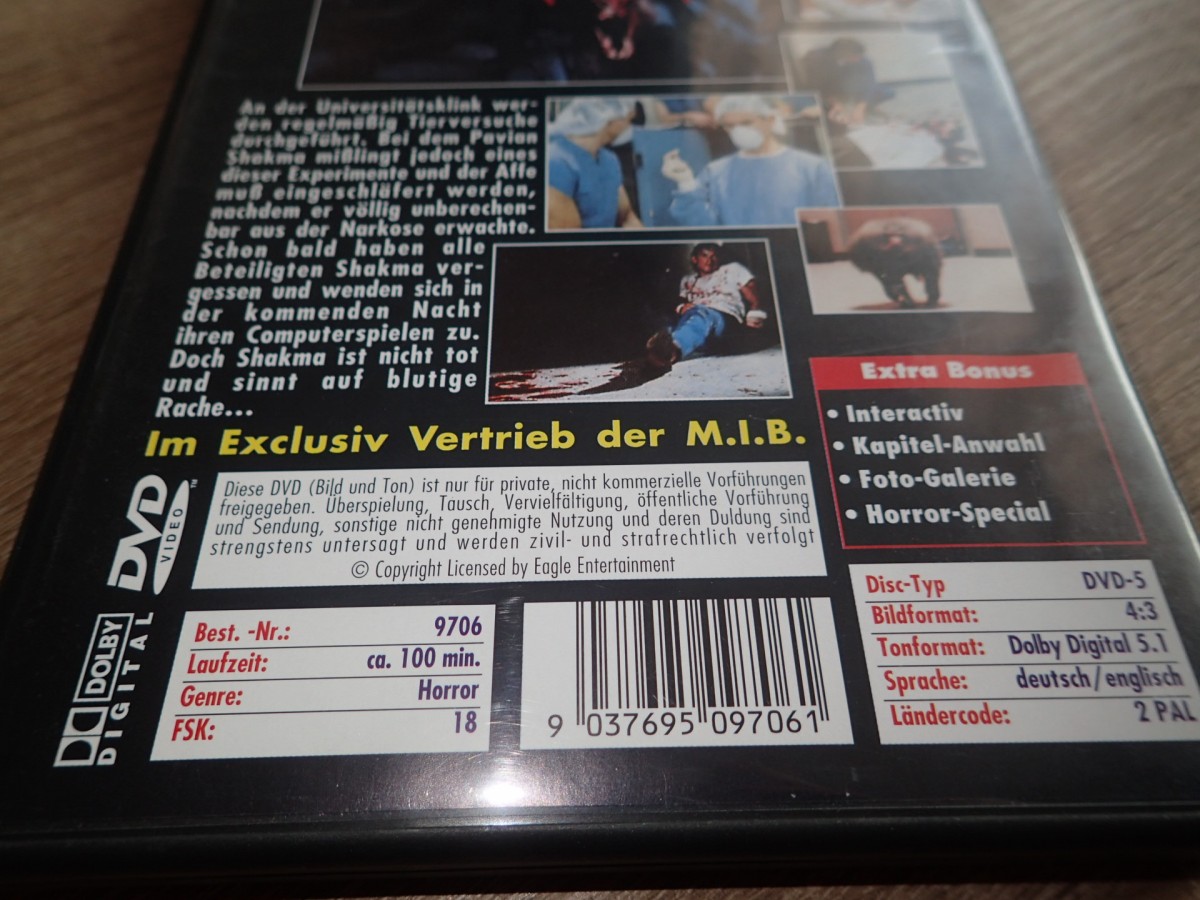 An der Universitätsklink wer-
den regelmäßig Tierversuche
durchgeführt. Bei dem Pavian
Shakma mißlingt jedoch eines
dieser Experimente und der Affe
muß eingeschläfert werden,
nachdem er völlig unberechen-
bar aus der Narkose erwachte.
Schon bald haben alle
Beteiligten Shakma ver-
gessen und wenden sich in
der kommenden Nacht
ihren Computerspielen zu.
Doch Shakma ist nicht tot
und sinnt auf blutige
Rache...
Extra Bonus
• Interactiv
• Kapitel-Anwahl
• Foto-Galerie
• Horror-Special
Im Exclusiv Vertrieb der M.I.B.
DVD
VIDEO
™
Diese DVD (Bild und Ton) ist nur für private, nicht kommerzielle Vorführungen
freigegeben. Überspielung, Tausch, Vervielfältigung, öffentliche Vorführung
und Sendung, sonstige nicht genehmigte Nutzung und deren Duldung sind
strengstens untersagt und werden zivil- und strafrechtlich verfolgt
© Copyright Licensed by Eagle Entertainment
DOLBY
DIGITAL
Best. -Nr.: 9706
Laufzeit: ca. 100 min.
Genre: Horror
FSK: 18
9 037695 097061
Disc-Typ DVD-5
Bildformat: 4:3
Tonformat: Dolby Digital 5.1
Sprache: deutsch/englisch
Ländercode: 2 PAL